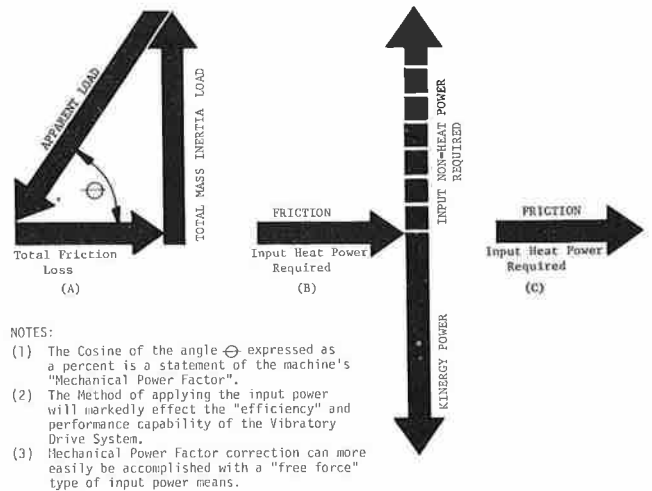 APPARENT LOAD
TOTAL MASS INERTIA LOAD
Total Friction
Loss
(A)
FRICTION
Input Heat Power
Required
(B)
INPUT NON-HEAT POWER
REQUIRED
KINERGY POWER
FRICTION
Input Heat Power
Required
(C)
NOTES:
(1) The Cosine of the angle Θ expressed as
a percent is a statement of the machine's
"Mechanical Power Factor".
(2) The Method of applying the input power
will markedly effect the "efficiency" and
performance capability of the Vibratory
Drive System.
(3) Mechanical Power Factor correction can more
easily be accomplished with a "free force"
type of input power means.
Θ